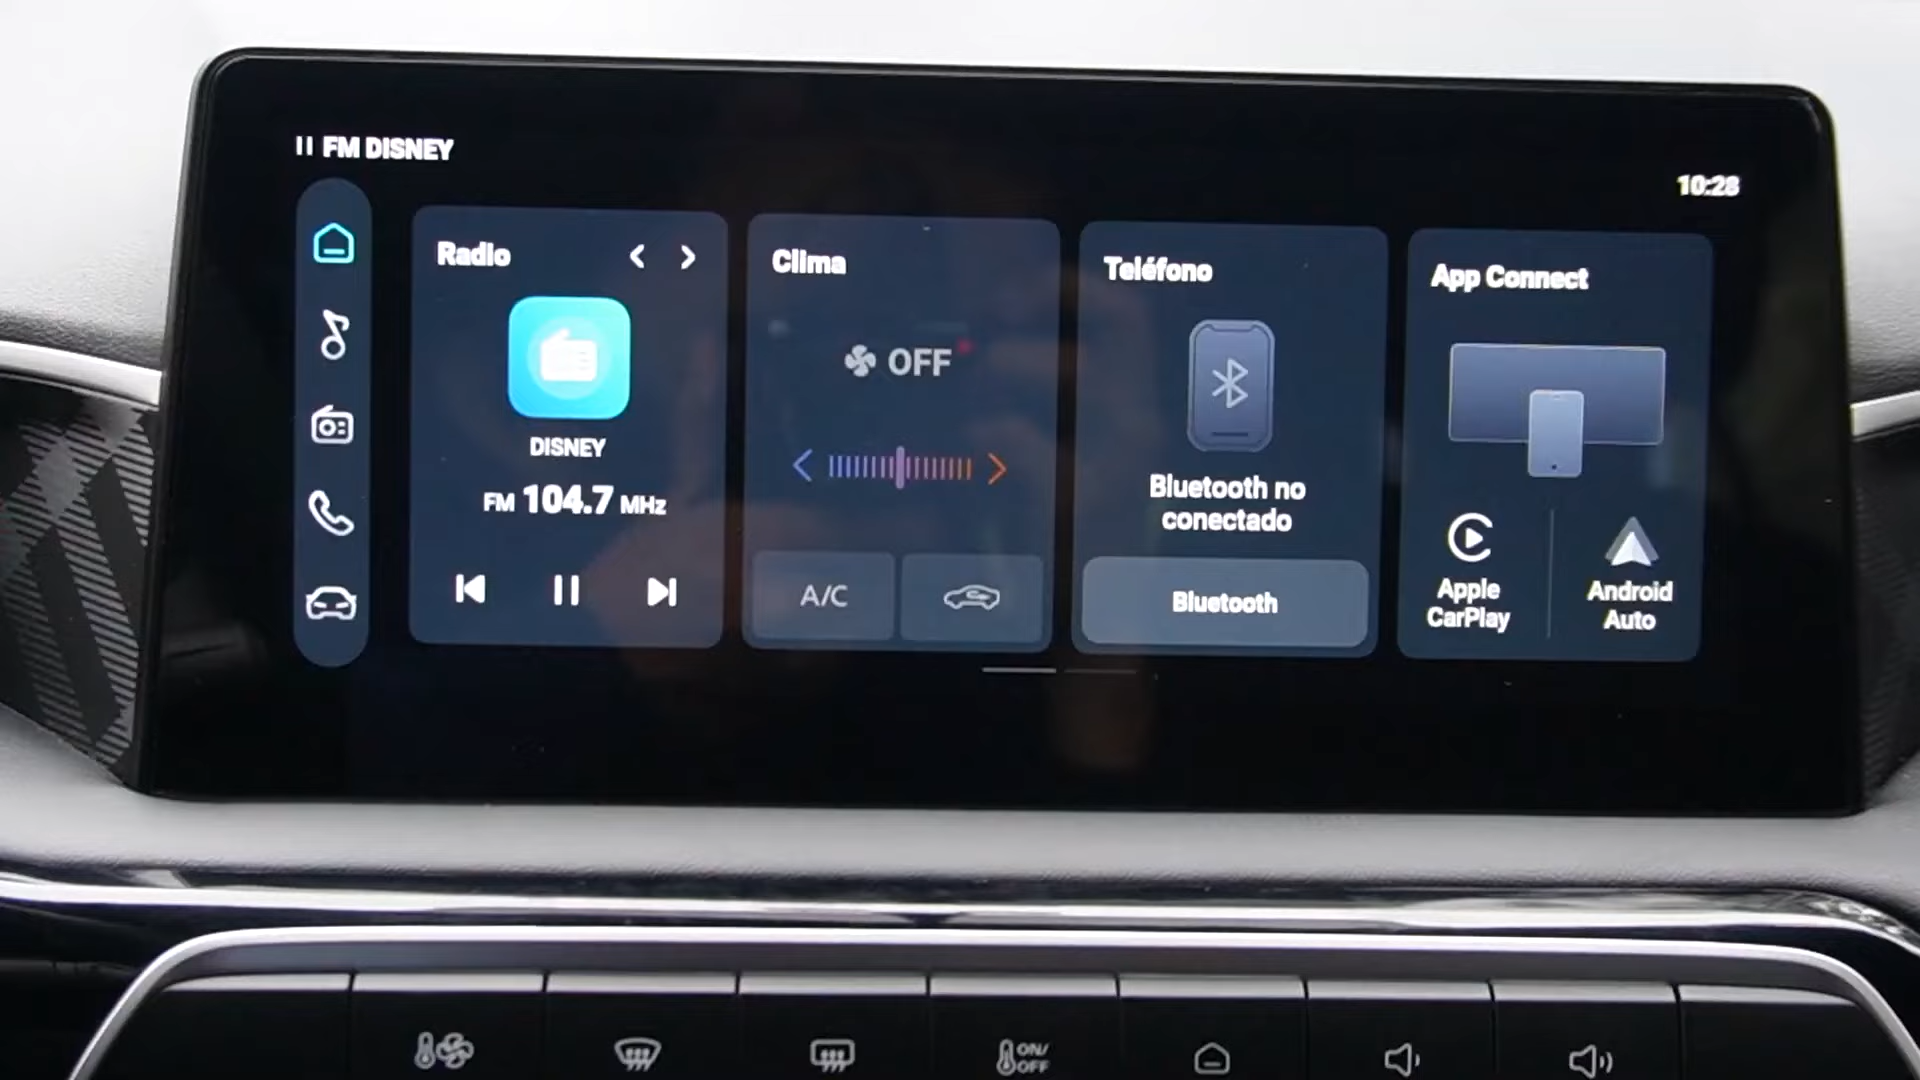 FM DISNEY
10:28
Radio
DISNEY
FM 104.7 MHz
Clima
OFF
A/C
Teléfono
Bluetooth no
conectado
Bluetooth
App Connect
Apple
CarPlay
Android
Auto
ON/
OFF